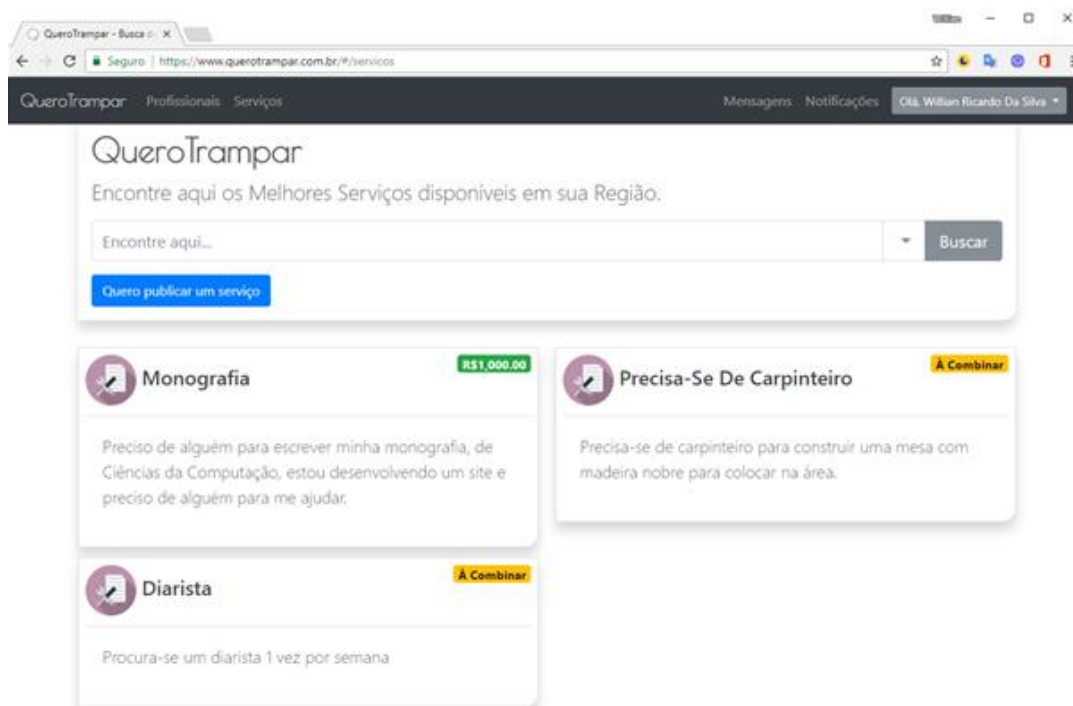 QueroTrampar - Busca d
Seguro | https://www.querotrampar.com.br/#/servicos
QueroTrampar Profissionais Serviços Mensagens Notificações Olá, Willian Ricardo Da Silva
QueroTrampar
Encontre aqui os Melhores Serviços disponíveis em sua Região.
Encontre aqui... Buscar
Quero publicar um serviço
Monografia R$1,000.00
Preciso de alguém para escrever minha monografia, de
Ciências da Computação, estou desenvolvendo um site e
preciso de alguém para me ajudar.
Precisa-Se De Carpinteiro À Combinar
Precisa-se de carpinteiro para construir uma mesa com
madeira nobre para colocar na área.
Diarista À Combinar
Procura-se um diarista 1 vez por semana